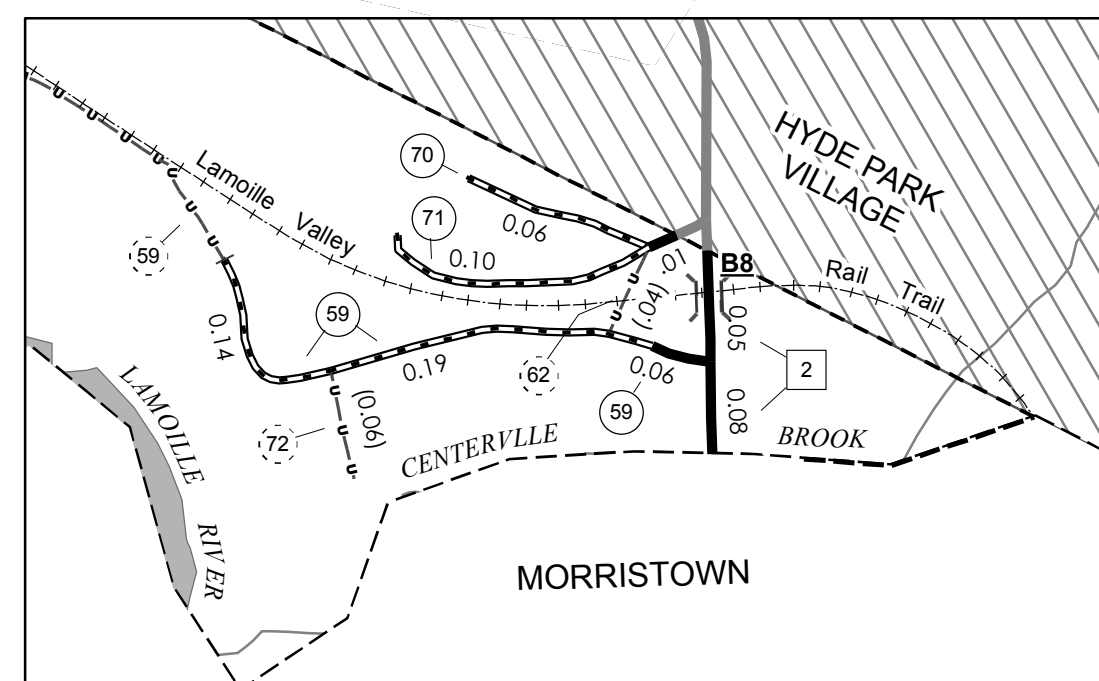 HYDE PARK
VILLAGE
70
Lamoille
Valley
71
0.06
0.10
.01
B8
Rail
Trail
59
(.04)
0.14
59
0.19
62
0.06
0.05
2
59
0.08
72
(0.06)
CENTERVLLE
BROOK
LAMOILLE
RIVER
MORRISTOWN